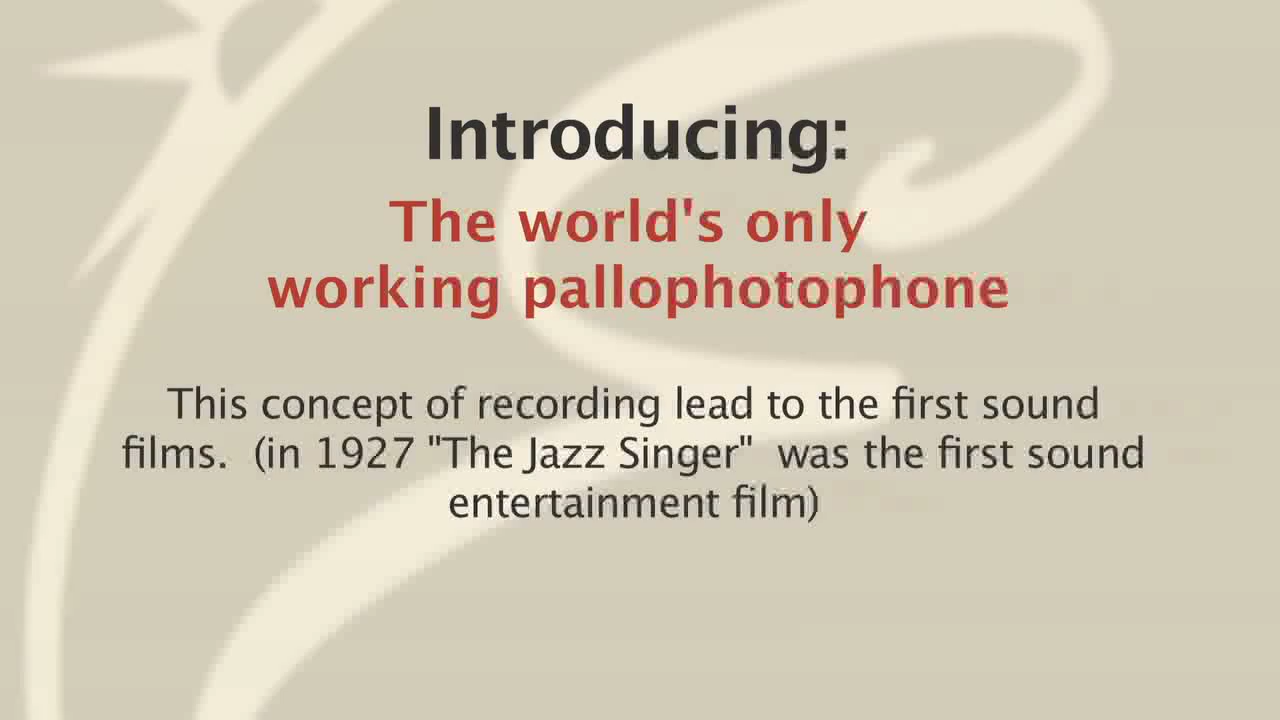 Introducing:
The world's only
working pallophotophone
This concept of recording lead to the first sound
films.  (in 1927 "The Jazz Singer"  was the first sound
entertainment film)